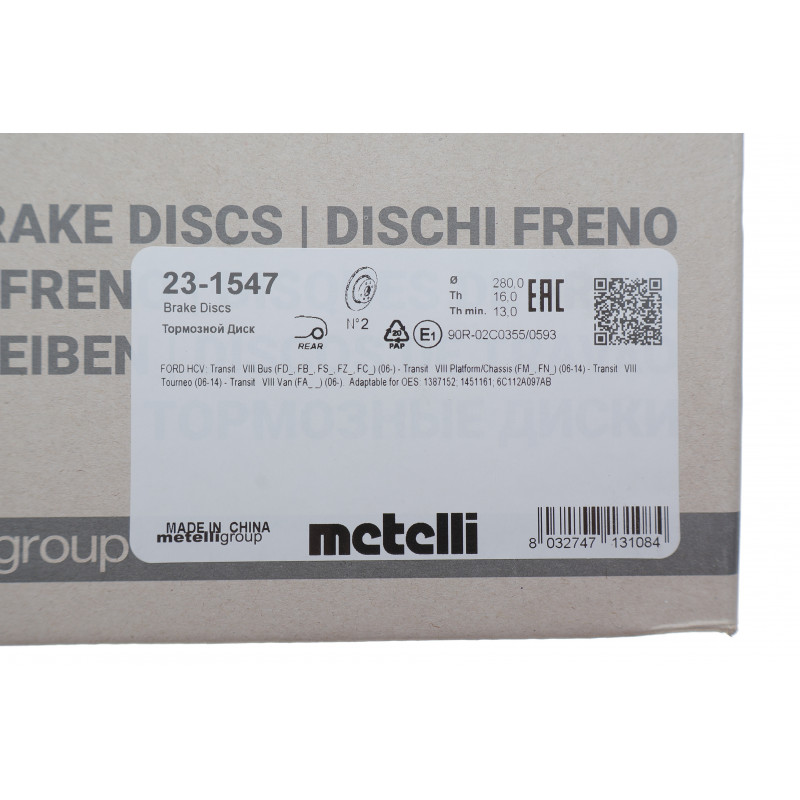 RAKE DISCS | DISCHI FRENO
FREN
EIBEN
23-1547
Brake Discs
Тормозной Диск
REAR
N°2
Ø 280,0
Th 16,0
Th min. 13,0
EAC
20
PAP
E1
90R-02C0355/0593
FORD HCV: Transit VIII Bus (FD_, FB_, FS_, FZ_, FC_) (06-) - Transit VIII Platform/Chassis (FM_, FN_) (06-14) - Transit VIII
Tourneo (06-14) - Transit VIII Van (FA_ _) (06-). Adaptable for OES: 1387152; 1451161; 6C112A097AB
ТОРМОЗНЫЕ ДИСКИ
MADE IN CHINA
metelligroup
metelli
8 032747 131084
group